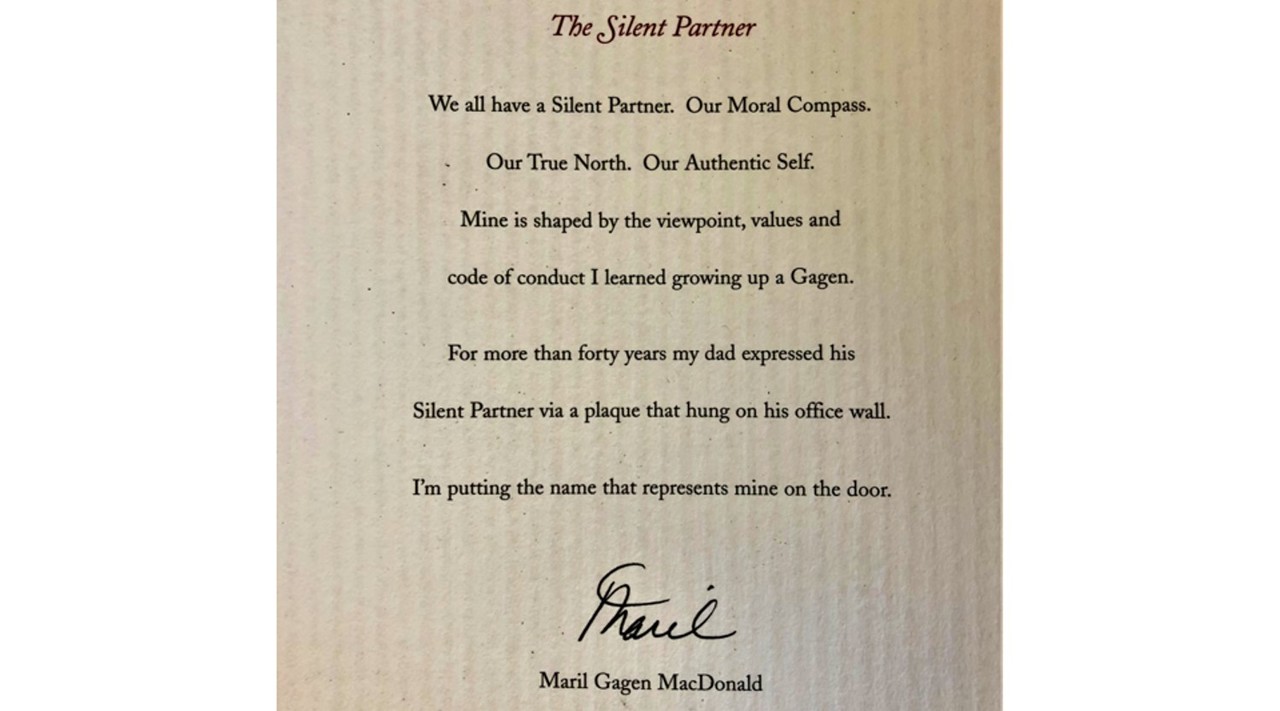 The Silent Partner
We all have a Silent Partner.  Our Moral Compass.
Our True North.  Our Authentic Self.
Mine is shaped by the viewpoint, values and
code of conduct I learned growing up a Gagen.
For more than forty years my dad expressed his
Silent Partner via a plaque that hung on his office wall.
I'm putting the name that represents mine on the door.
Maril
Maril Gagen MacDonald